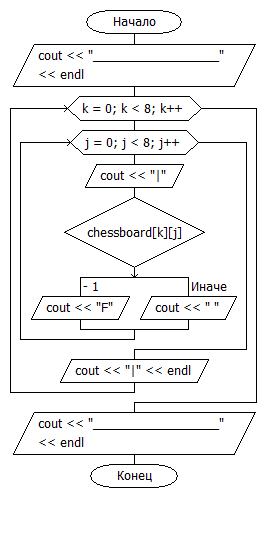 Начало
cout << "____________________"
<< endl
k = 0; k < 8; k++
j = 0; j < 8; j++
cout << "|"
chessboard[k][j]
- 1
Иначе
cout << "F"
cout << " "
cout << "|" << endl
cout << "____________________"
<< endl
Конец